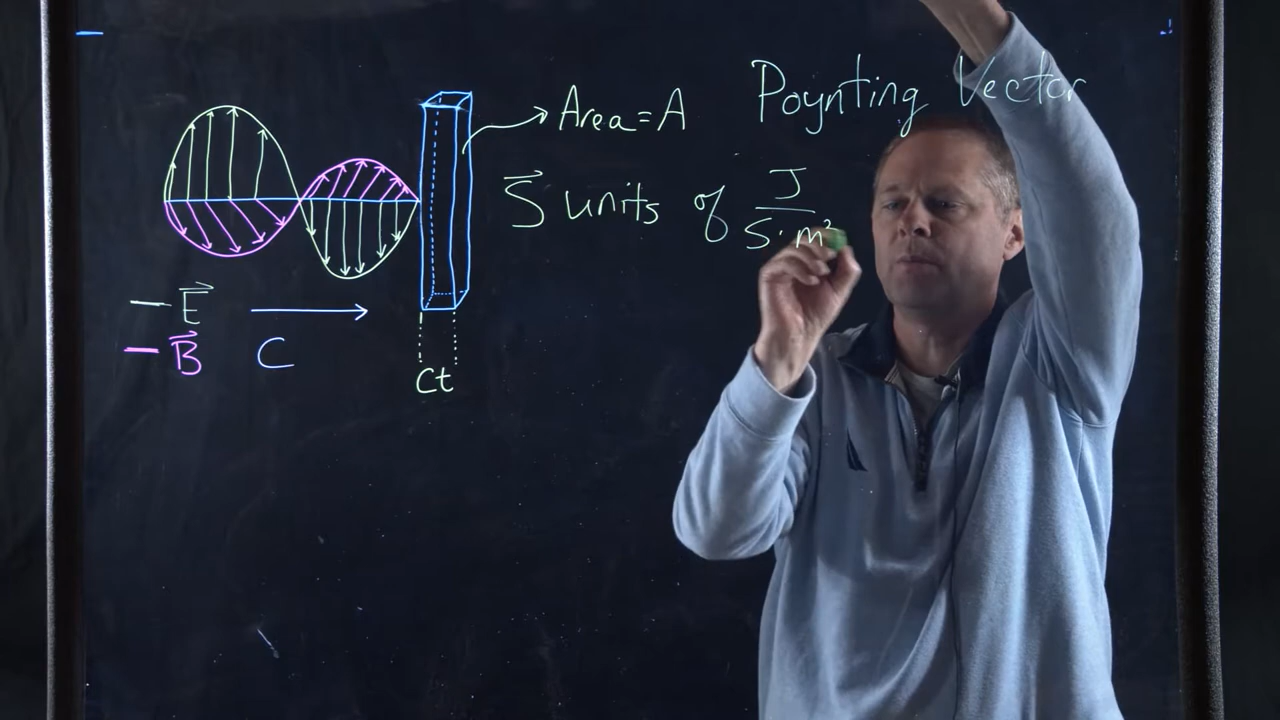 Poynting Vector
Area=A
S⃗ units of J/S·m²
— E⃗
— B⃗
C
Ct